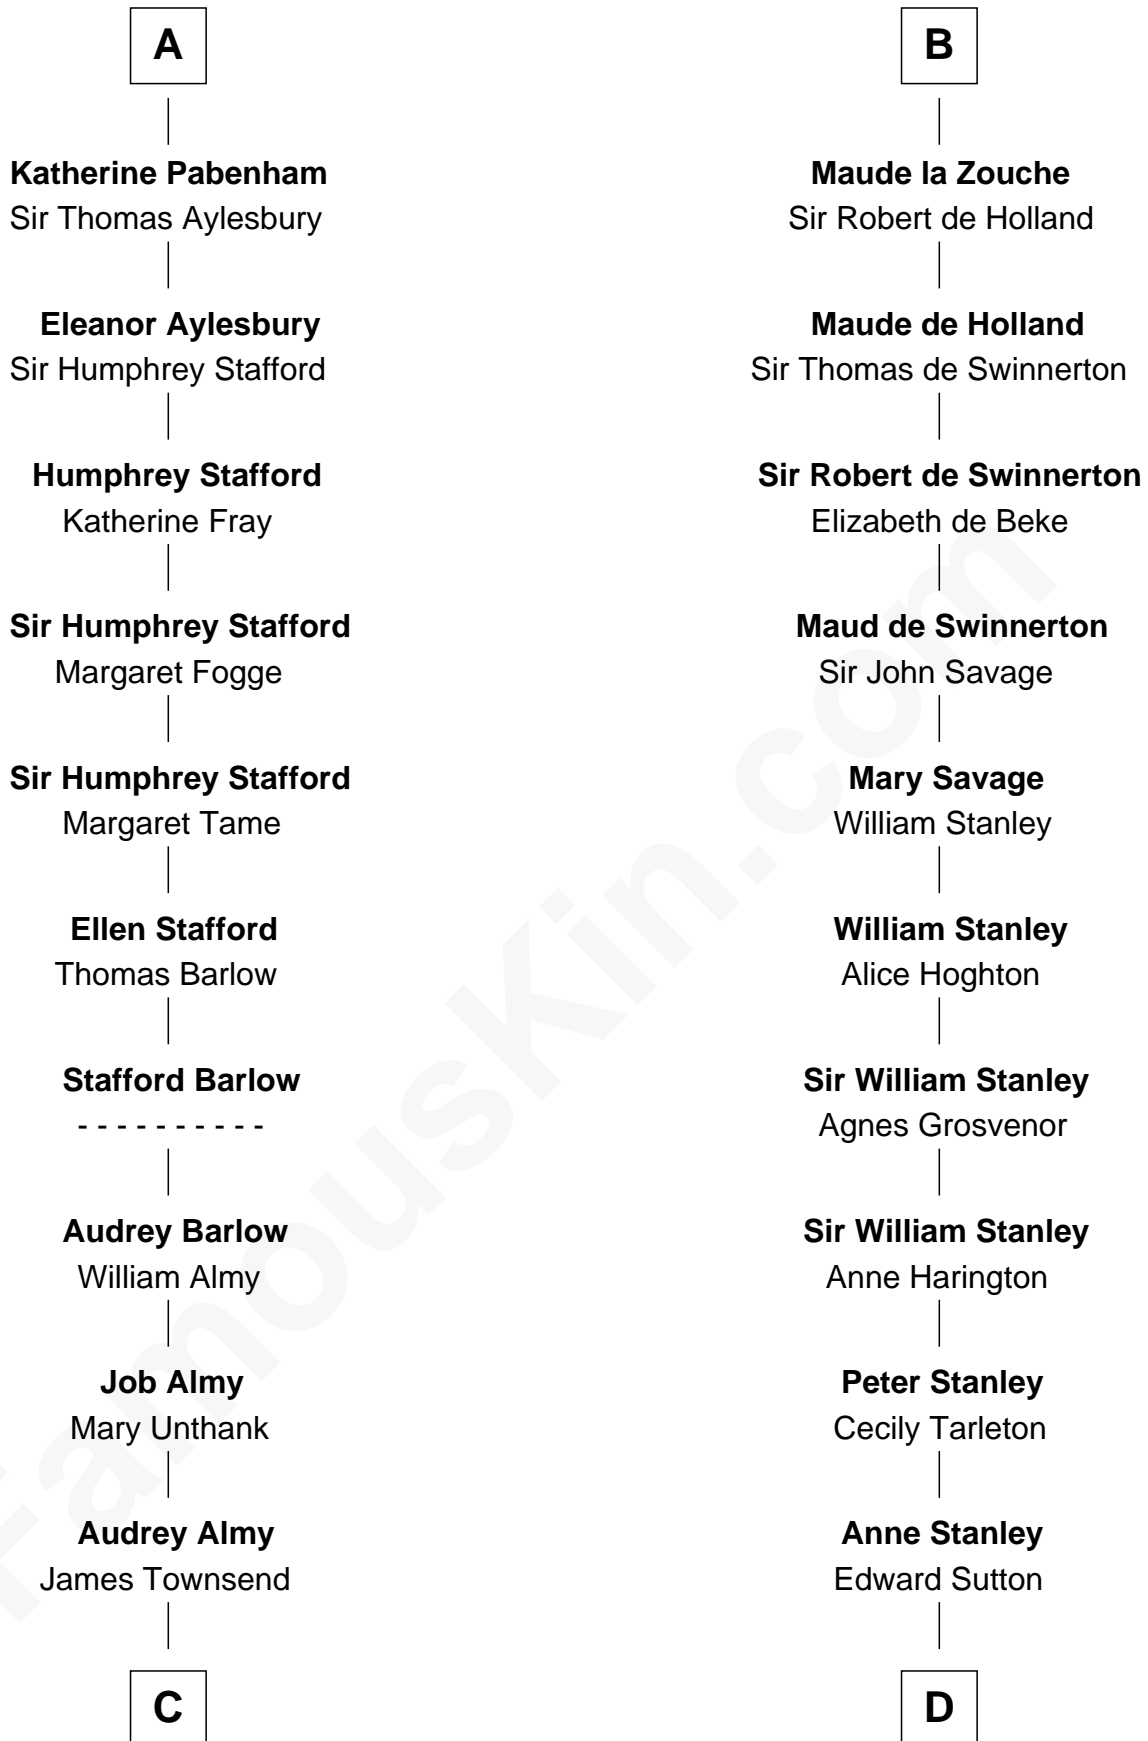 A
Katherine Pabenham
Sir Thomas Aylesbury
Eleanor Aylesbury
Sir Humphrey Stafford
Humphrey Stafford
Katherine Fray
Sir Humphrey Stafford
Margaret Fogge
Sir Humphrey Stafford
Margaret Tame
Ellen Stafford
Thomas Barlow
Stafford Barlow
- - - - - - - - - -
Audrey Barlow
William Almy
Job Almy
Mary Unthank
Audrey Almy
James Townsend
C
B
Maude la Zouche
Sir Robert de Holland
Maude de Holland
Sir Thomas de Swinnerton
Sir Robert de Swinnerton
Elizabeth de Beke
Maud de Swinnerton
Sir John Savage
Mary Savage
William Stanley
William Stanley
Alice Hoghton
Sir William Stanley
Agnes Grosvenor
Sir William Stanley
Anne Harington
Peter Stanley
Cecily Tarleton
Anne Stanley
Edward Sutton
D
FamousKin.com